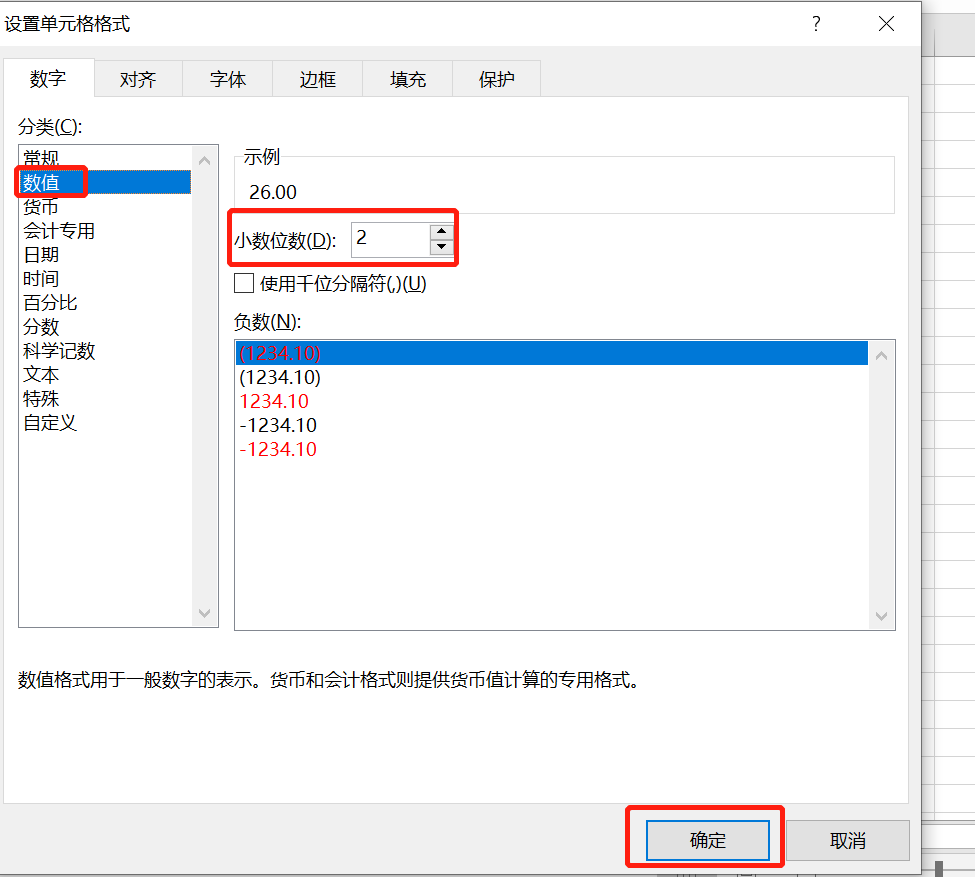 设置单元格格式 ?
数字 对齐 字体 边框 填充 保护
分类(C):
常规
数值
货币
会计专用
日期
时间
百分比
分数
科学记数
文本
特殊
自定义
示例
26.00
小数位数(D): 2
使用千位分隔符(,)(U)
负数(N):
(1234.10)
(1234.10)
1234.10
-1234.10
-1234.10
数值格式用于一般数字的表示。货币和会计格式则提供货币值计算的专用格式。
确定 取消